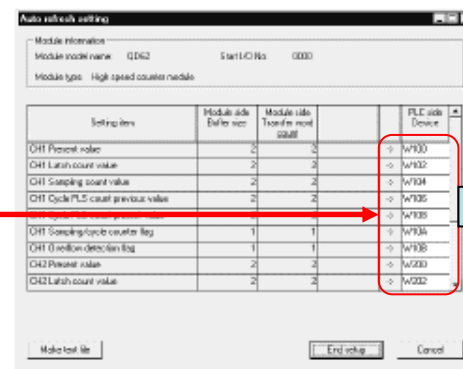 Auto refresh setting
Module information
Module model name: QD62 Start I/O No. 0000
Module type: High speed counter module
Setting item Module side Buffer size Module side Transfer word count PLC side Device
CH1 Present value 2 2 -> W100
CH1 Latch count value 2 2 -> W102
CH1 Sampling count value 2 2 -> W104
CH1 Cycle PLS count previous value 2 2 -> W106
W108
CH1 Sampling/cycle counter flag 1 1 -> W10A
CH1 Overflow detection flag 1 1 -> W10B
CH2 Present value 2 2 -> W200
CH2 Latch count value 2 2 -> W202
Make text file End setup Cancel